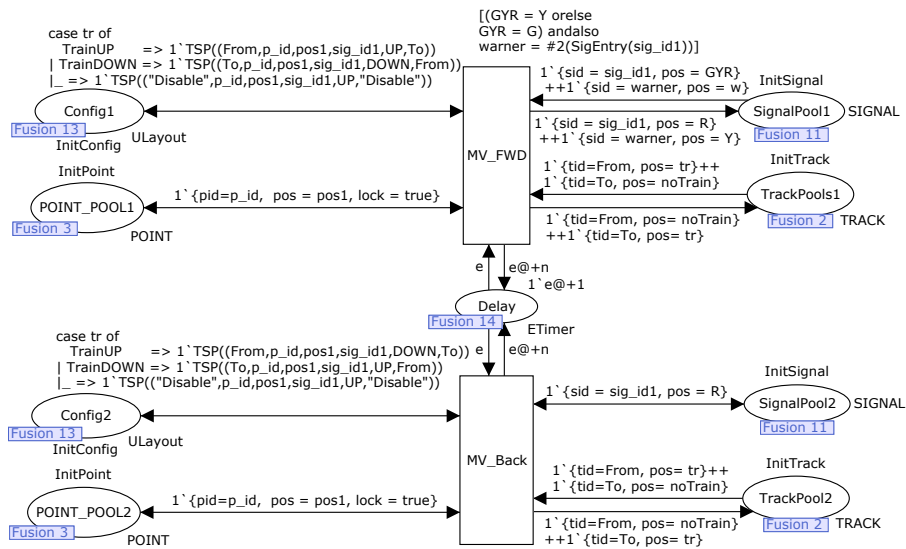 [(GYR = Y orelse
GYR = G) andalso
warner = #2(SigEntry(sig_id1))]
case tr of
TrainUP => 1`TSP((From,p_id,pos1,sig_id1,UP,To))
| TrainDOWN => 1`TSP((To,p_id,pos1,sig_id1,DOWN,From))
|_ => 1`TSP(("Disable",p_id,pos1,sig_id1,UP,"Disable"))
Config1
Fusion 13
ULayout
InitConfig
MV_FWD
1`{sid = sig_id1, pos = GYR}
++1`{sid = warner, pos = w}
1`{sid = sig_id1, pos = R}
++1`{sid = warner, pos = Y}
InitSignal
SignalPool1
SIGNAL
Fusion 11
InitPoint
POINT_POOL1
Fusion 3
POINT
1`{pid=p_id, pos = pos1, lock = true}
1`{tid=From, pos= tr}++
1`{tid=To, pos= noTrain}
1`{tid=From, pos= noTrain}
++1`{tid=To, pos= tr}
InitTrack
TrackPools1
Fusion 2
TRACK
e
e@+n
1`e@+1
Delay
Fusion 14
ETimer
e
e@+n
case tr of
TrainUP => 1`TSP((From,p_id,pos1,sig_id1,DOWN,To))
| TrainDOWN => 1`TSP((To,p_id,pos1,sig_id1,UP,From))
|_ => 1`TSP(("Disable",p_id,pos1,sig_id1,UP,"Disable"))
Config2
Fusion 13
ULayout
InitConfig
MV_Back
1`{sid = sig_id1, pos = R}
InitSignal
SignalPool2
SIGNAL
Fusion 11
InitPoint
POINT_POOL2
Fusion 3
POINT
1`{pid=p_id, pos = pos1, lock = true}
1`{tid=From, pos= tr}++
1`{tid=To, pos= noTrain}
1`{tid=From, pos= noTrain}
++1`{tid=To, pos= tr}
InitTrack
TrackPool2
Fusion 2
TRACK